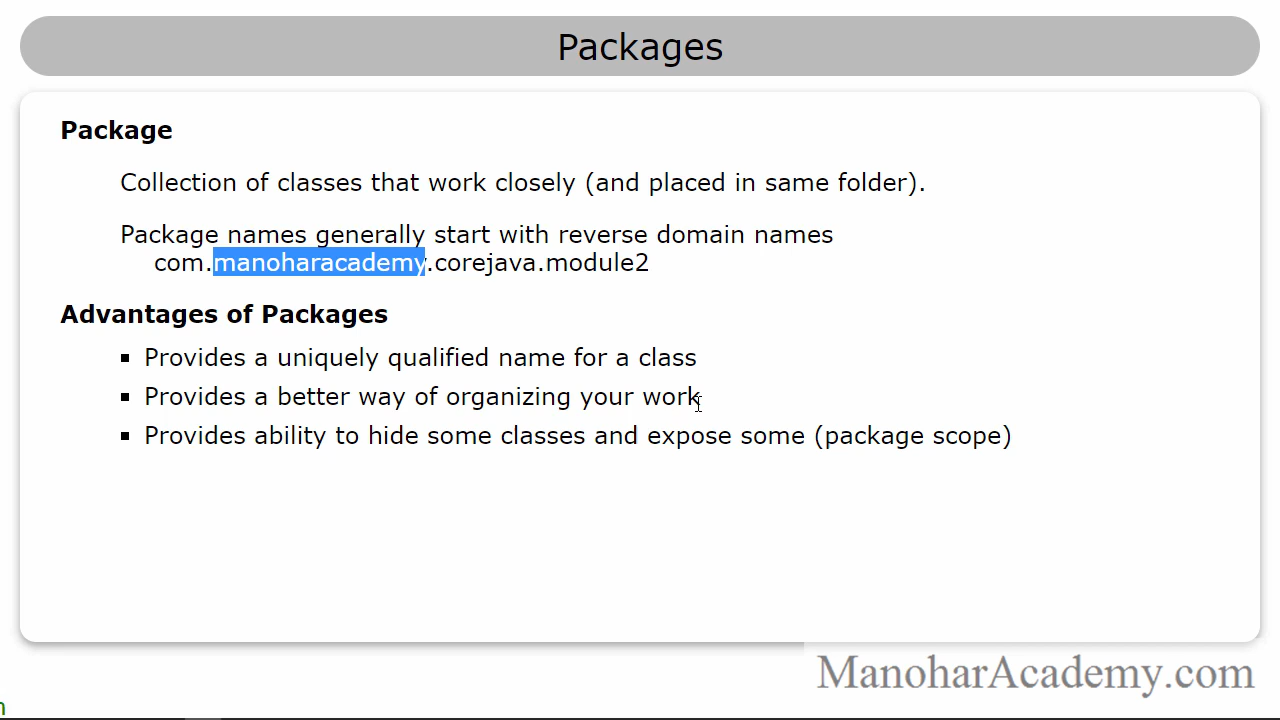 Packages
Package
Collection of classes that work closely (and placed in same folder).
Package names generally start with reverse domain names
com.manoharacademy.corejava.module2
Advantages of Packages
▪ Provides a uniquely qualified name for a class
▪ Provides a better way of organizing your work
▪ Provides ability to hide some classes and expose some (package scope)
ManoharAcademy.com